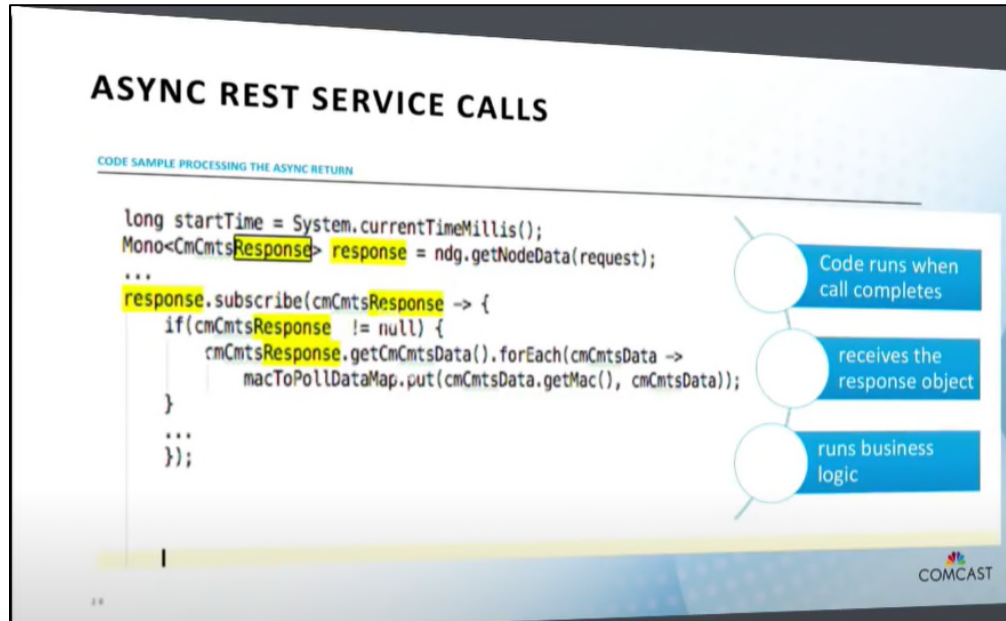 ASYNC REST SERVICE CALLS
CODE SAMPLE PROCESSING THE ASYNC RETURN
long startTime = System.currentTimeMillis();
Mono<CmCmtsResponse> response = ndg.getNodeData(request);
...
response.subscribe(cmCmtsResponse -> {
if(cmCmtsResponse != null) {
cmCmtsResponse.getCmCmtsData().forEach(cmCmtsData ->
macToPollDataMap.put(cmCmtsData.getMac(), cmCmtsData));
}
...
});
Code runs when
call completes
receives the
response object
runs business
logic
COMCAST